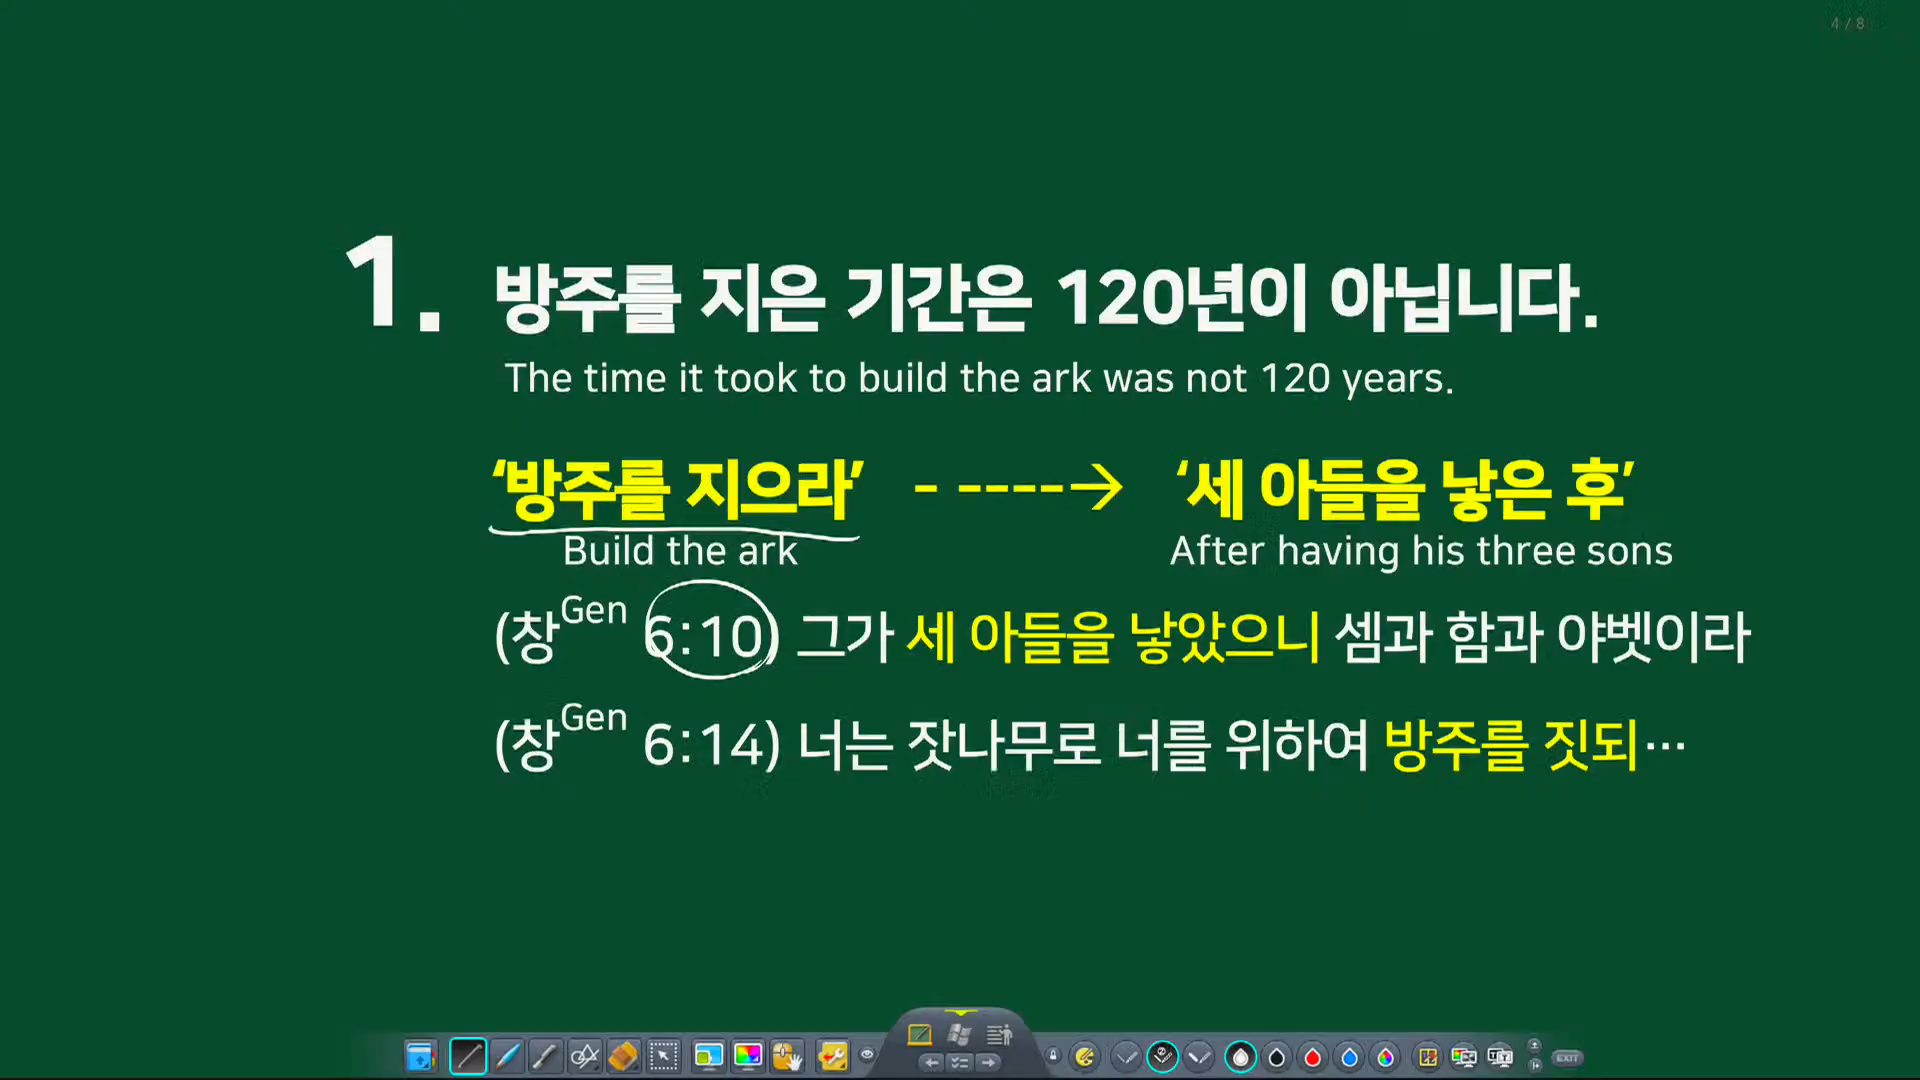 4 / 8
1. 방주를 지은 기간은 120년이 아닙니다.
The time it took to build the ark was not 120 years.
‘방주를 지으라’ - ----→ ‘세 아들을 낳은 후’
Build the ark After having his three sons
(창Gen 6:10) 그가 세 아들을 낳았으니 셈과 함과 야벳이라
(창Gen 6:14) 너는 잣나무로 너를 위하여 방주를 짓되…
EXIT